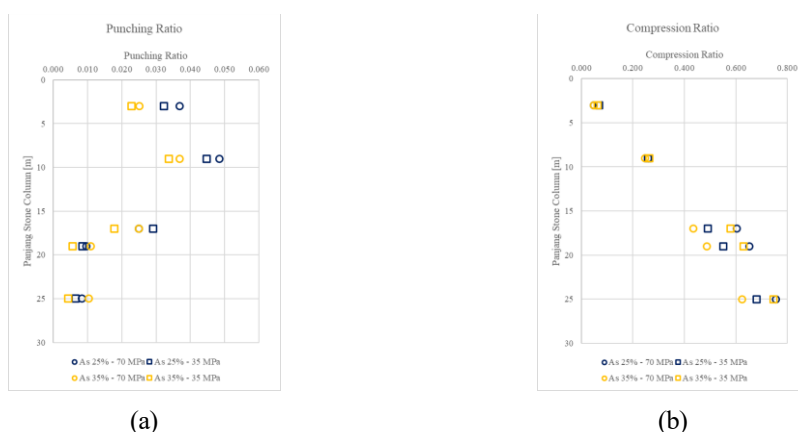 Punching Ratio
Punching Ratio
0.000 0.010 0.020 0.030 0.040 0.050 0.060
0
5
10
15
20
25
30
Panjang Stone Column [m]
As 25% - 70 MPa As 25% - 35 MPa
As 35% - 70 MPa As 35% - 35 MPa
(a)
Compression Ratio
Compression Ratio
0.000 0.200 0.400 0.600 0.800
0
5
10
15
20
25
30
Panjang Stone Column [m]
As 25% - 70 MPa As 25% - 35 MPa
As 35% - 70 MPa As 35% - 35 MPa
(b)